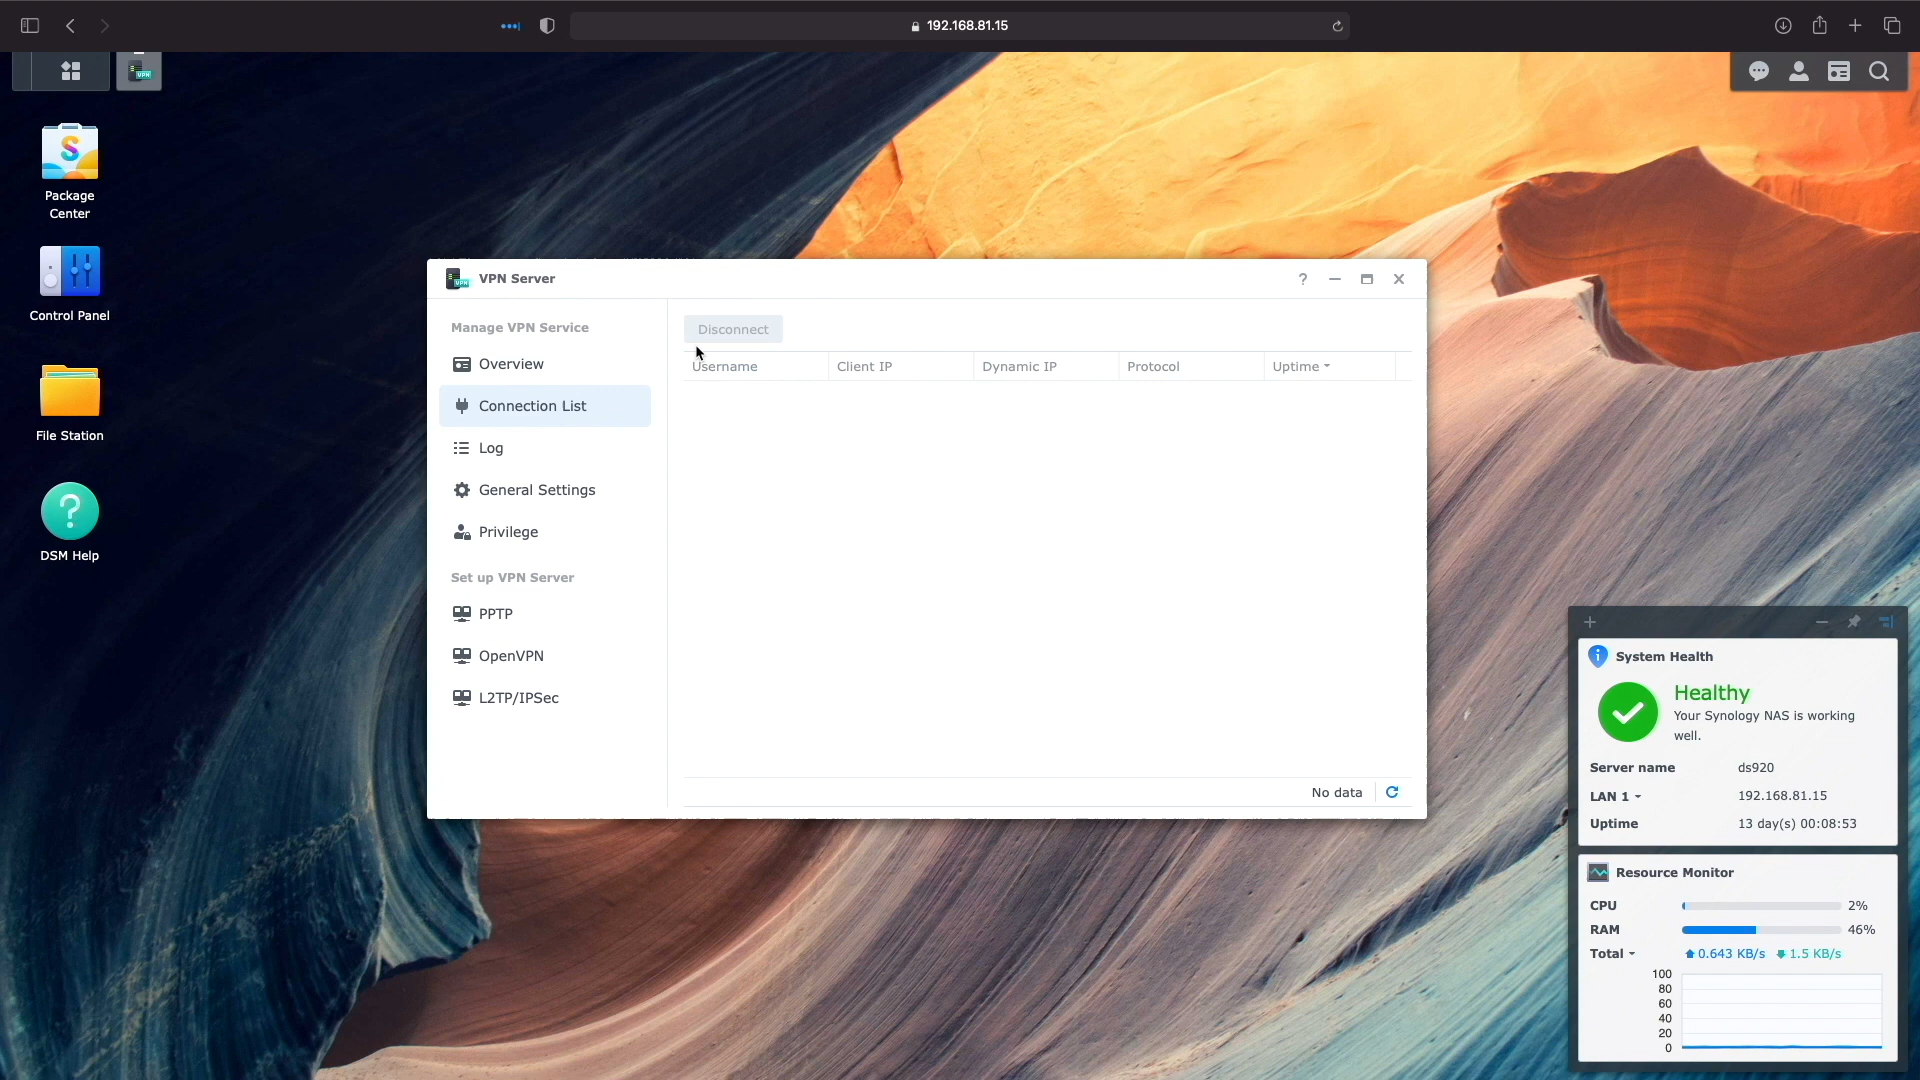 192.168.81.15
Package
Center
Control Panel
File Station
DSM Help
VPN Server
Manage VPN Service
Overview
Connection List
Log
General Settings
Privilege
Set up VPN Server
PPTP
OpenVPN
L2TP/IPSec
Disconnect
Username Client IP Dynamic IP Protocol Uptime
No data
System Health
Healthy
Your Synology NAS is working
well.
Server name ds920
LAN 1 192.168.81.15
Uptime 13 day(s) 00:08:53
Resource Monitor
CPU 2%
RAM 46%
Total 0.643 KB/s 1.5 KB/s
100
80
60
40
20
0